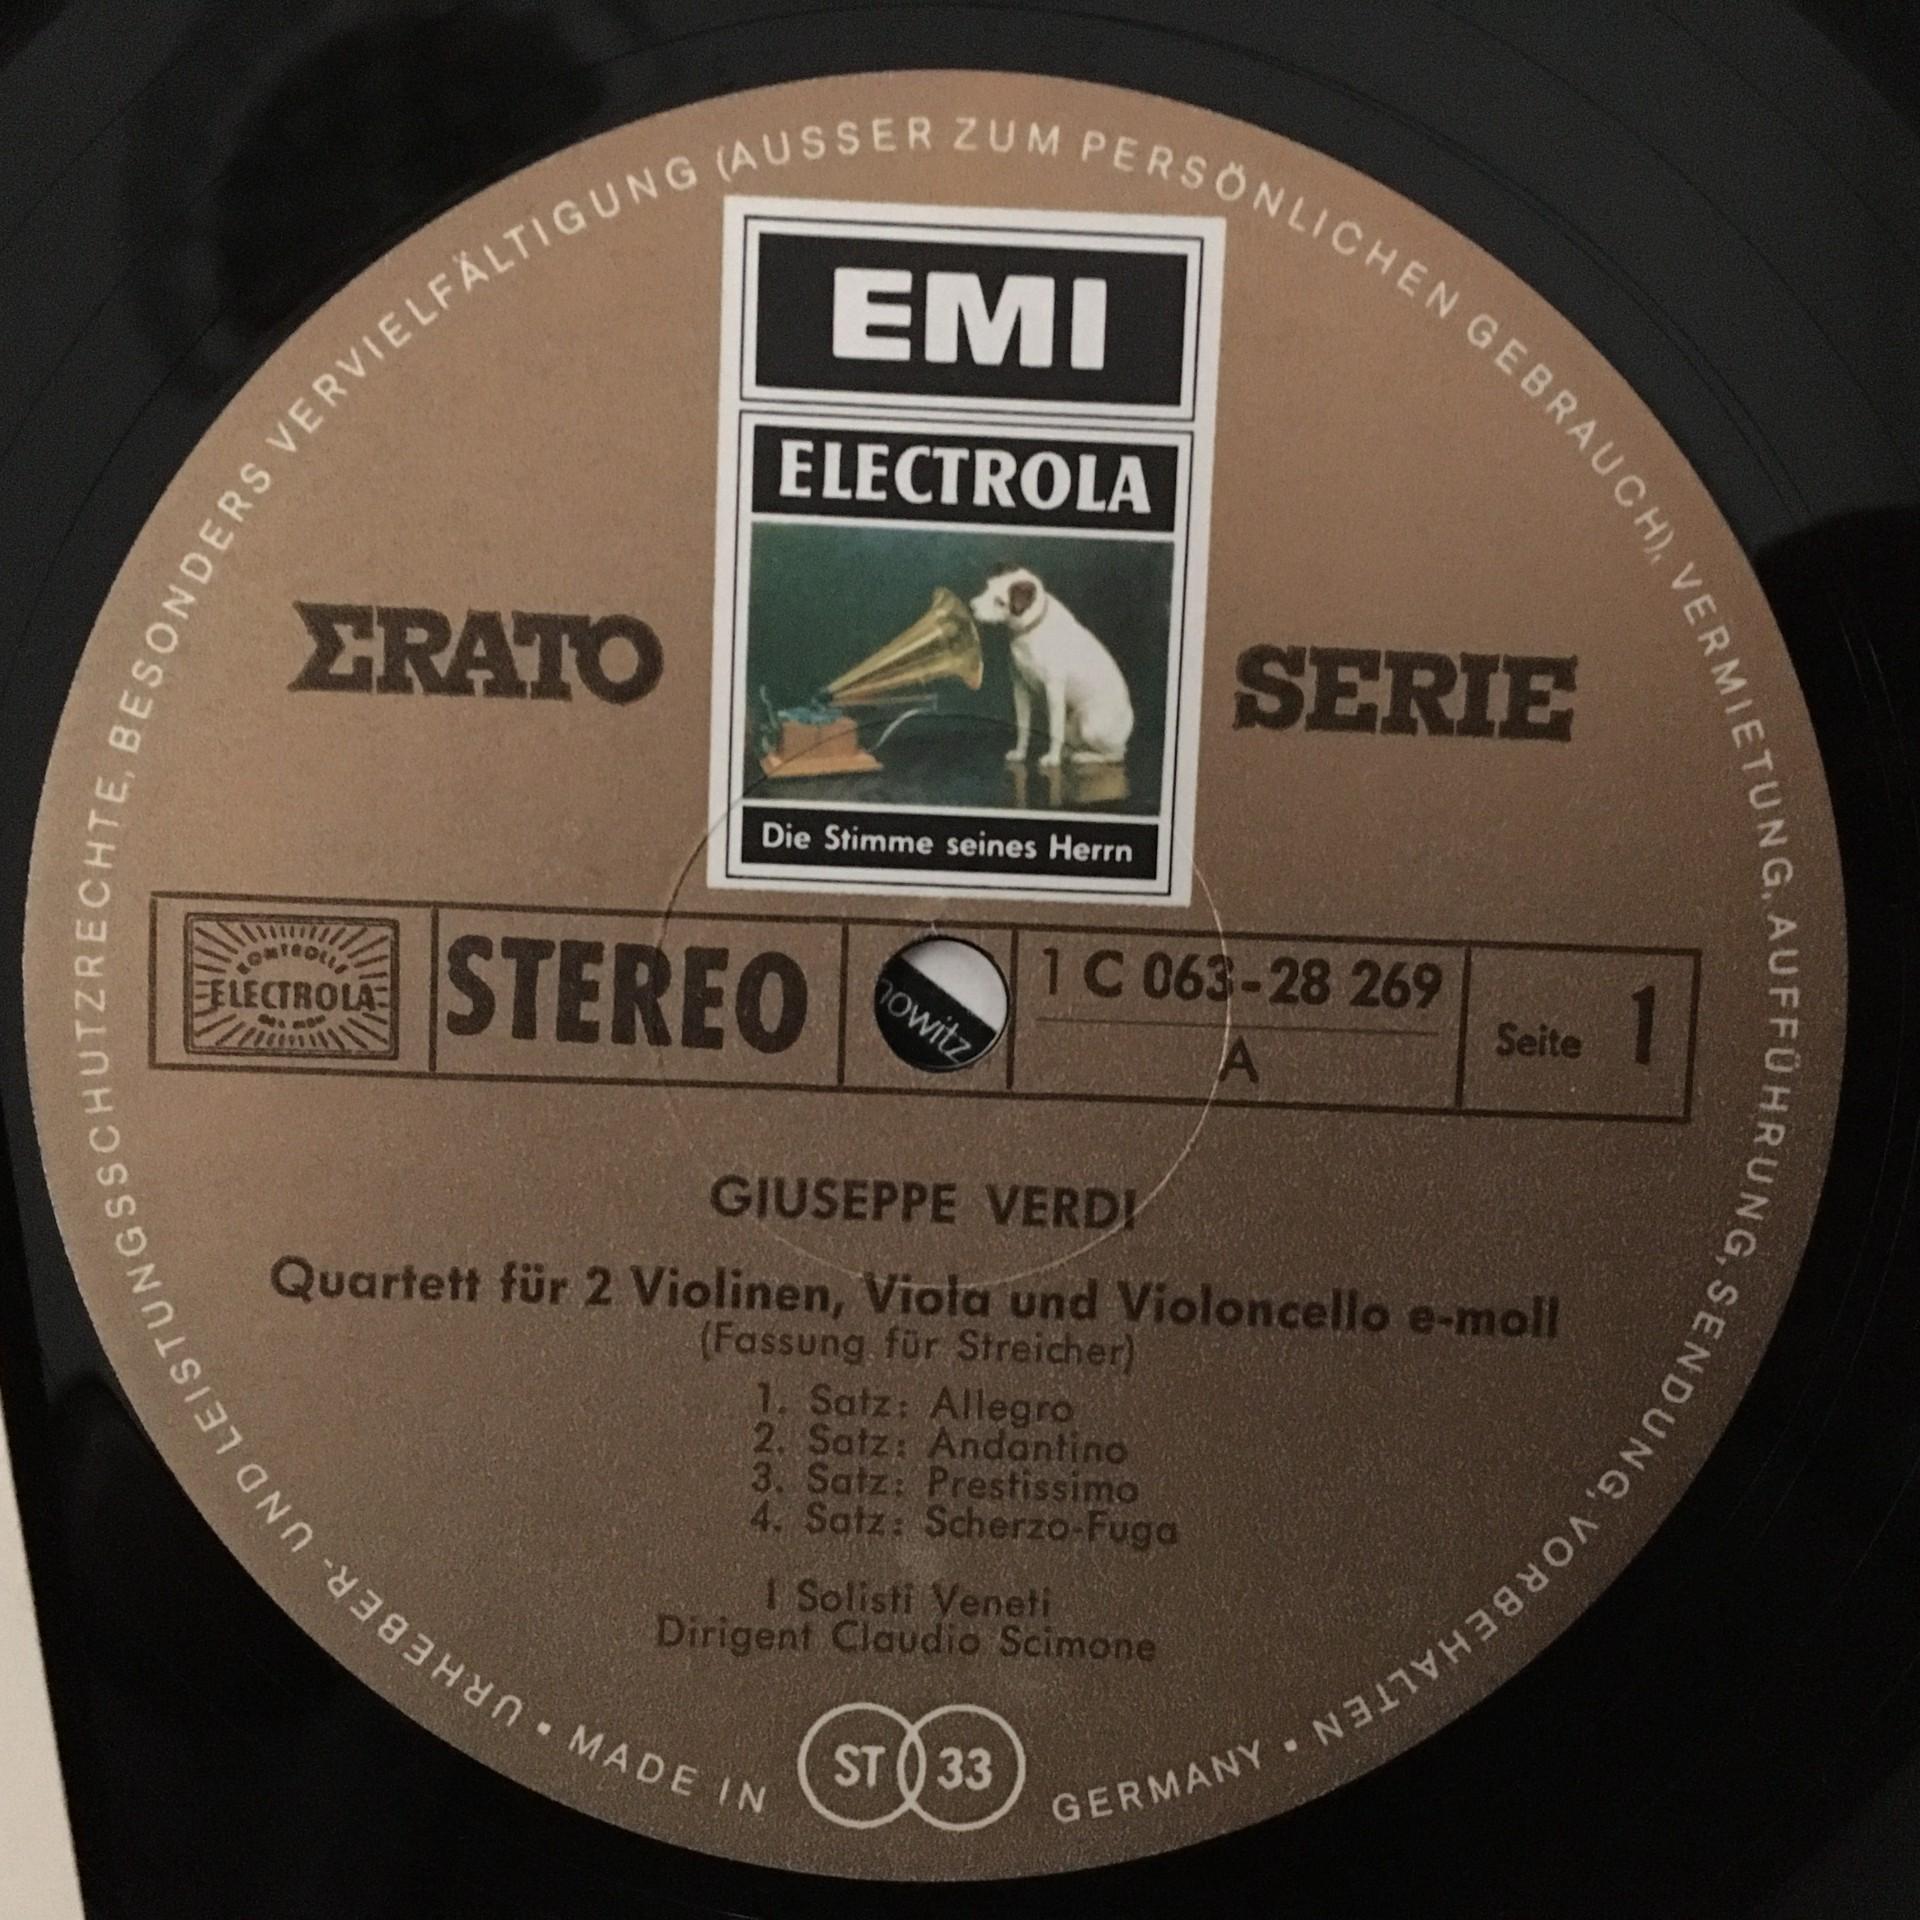 URHEBER- UND LEISTUNGSSCHUTZRECHTE, BESONDERS VERVIELFÄLTIGUNG (AUSSER ZUM PERSÖNLICHEN GEBRAUCH), VERMIETUNG, AUFFÜHRUNG, SENDUNG, VORBEHALTEN •
EMI
ELECTROLA
ΣRATO SERIE
Die Stimme seines Herrn
KONTROLLE
ELECTROLA
STEREO
nowitz
1 C 063-28 269
A
Seite 1
GIUSEPPE VERDI
Quartett für 2 Violinen, Viola und Violoncello e-moll
(Fassung für Streicher)
1. Satz: Allegro
2. Satz: Andantino
3. Satz: Prestissimo
4. Satz: Scherzo-Fuga
I Solisti Veneti
Dirigent Claudio Scimone
• MADE IN ST 33 GERMANY